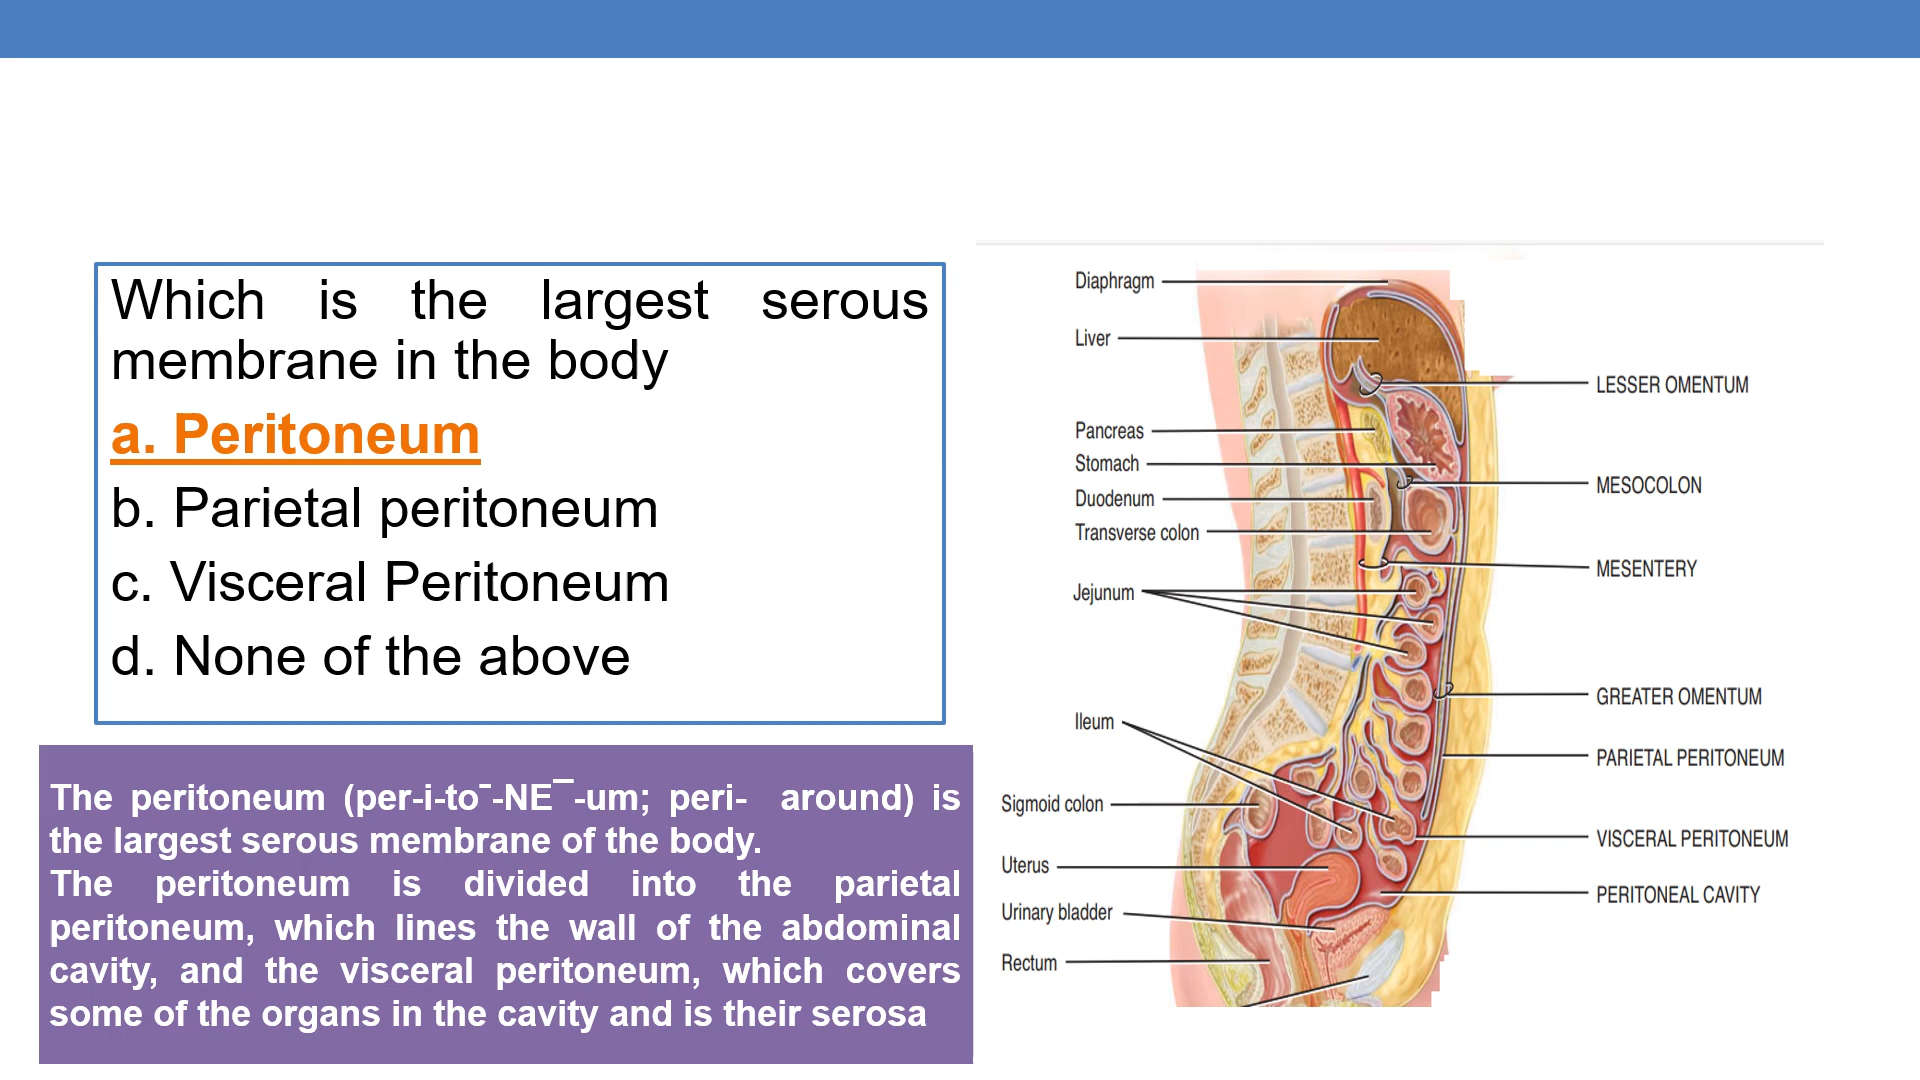 Which is the largest serous
membrane in the body
a. Peritoneum
b. Parietal peritoneum
c. Visceral Peritoneum
d. None of the above
The peritoneum (per-i-to¯-NE¯-um; peri- around) is
the largest serous membrane of the body.
The peritoneum is divided into the parietal
peritoneum, which lines the wall of the abdominal
cavity, and the visceral peritoneum, which covers
some of the organs in the cavity and is their serosa
Diaphragm
Liver
Pancreas
Stomach
Duodenum
Transverse colon
Jejunum
Ileum
Sigmoid colon
Uterus
Urinary bladder
Rectum
LESSER OMENTUM
MESOCOLON
MESENTERY
GREATER OMENTUM
PARIETAL PERITONEUM
VISCERAL PERITONEUM
PERITONEAL CAVITY